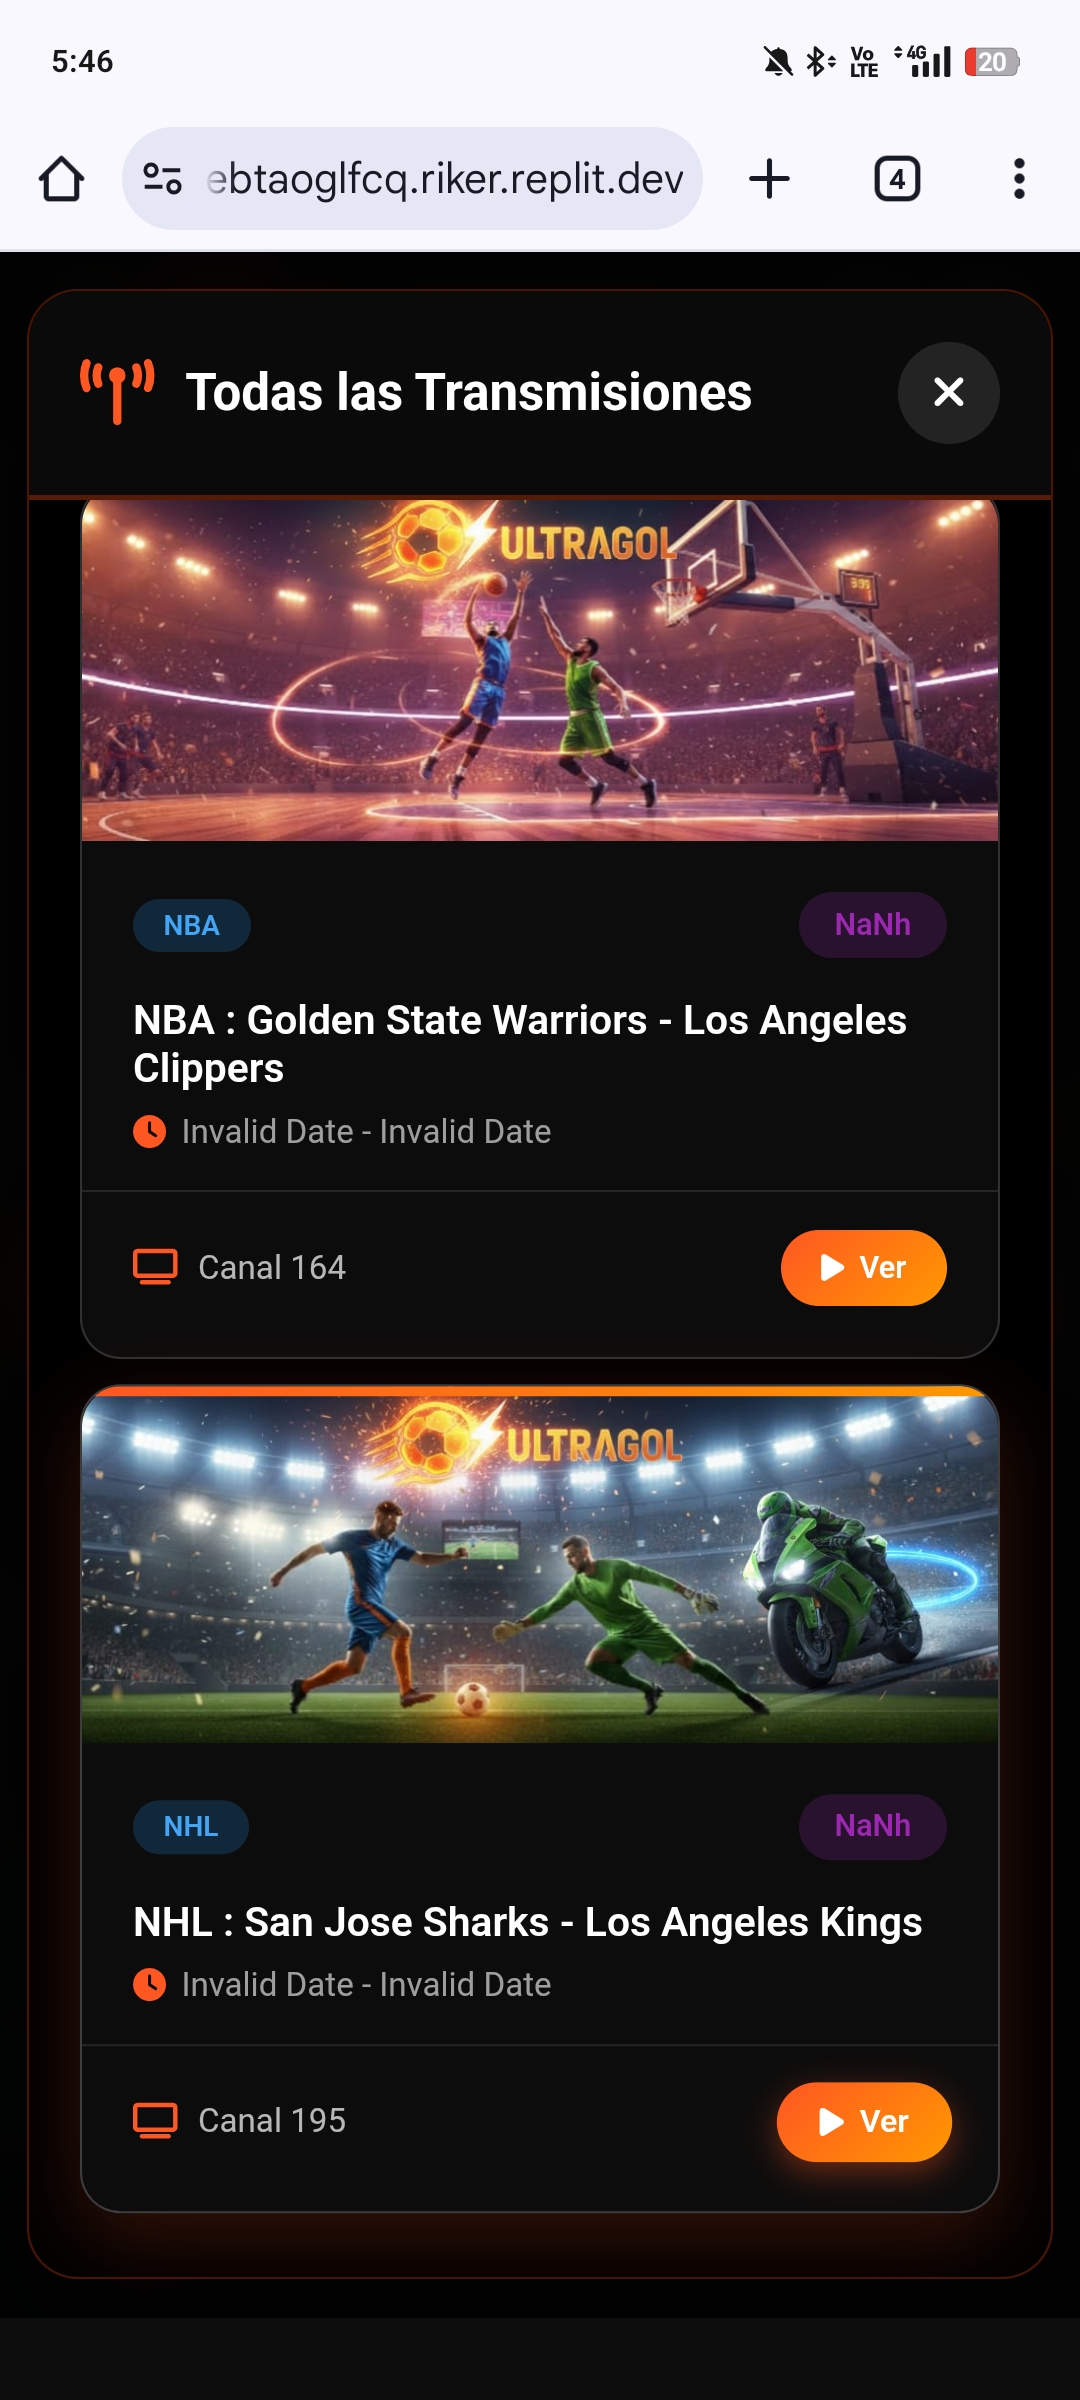 5:46
Vo
LTE
4G
20
ebtaoglfcq.riker.replit.dev
4
Todas las Transmisiones
ULTRAGOL
NBA
NaNh
NBA : Golden State Warriors - Los Angeles
Clippers
Invalid Date - Invalid Date
Canal 164
Ver
ULTRAGOL
NHL
NaNh
NHL : San Jose Sharks - Los Angeles Kings
Invalid Date - Invalid Date
Canal 195
Ver